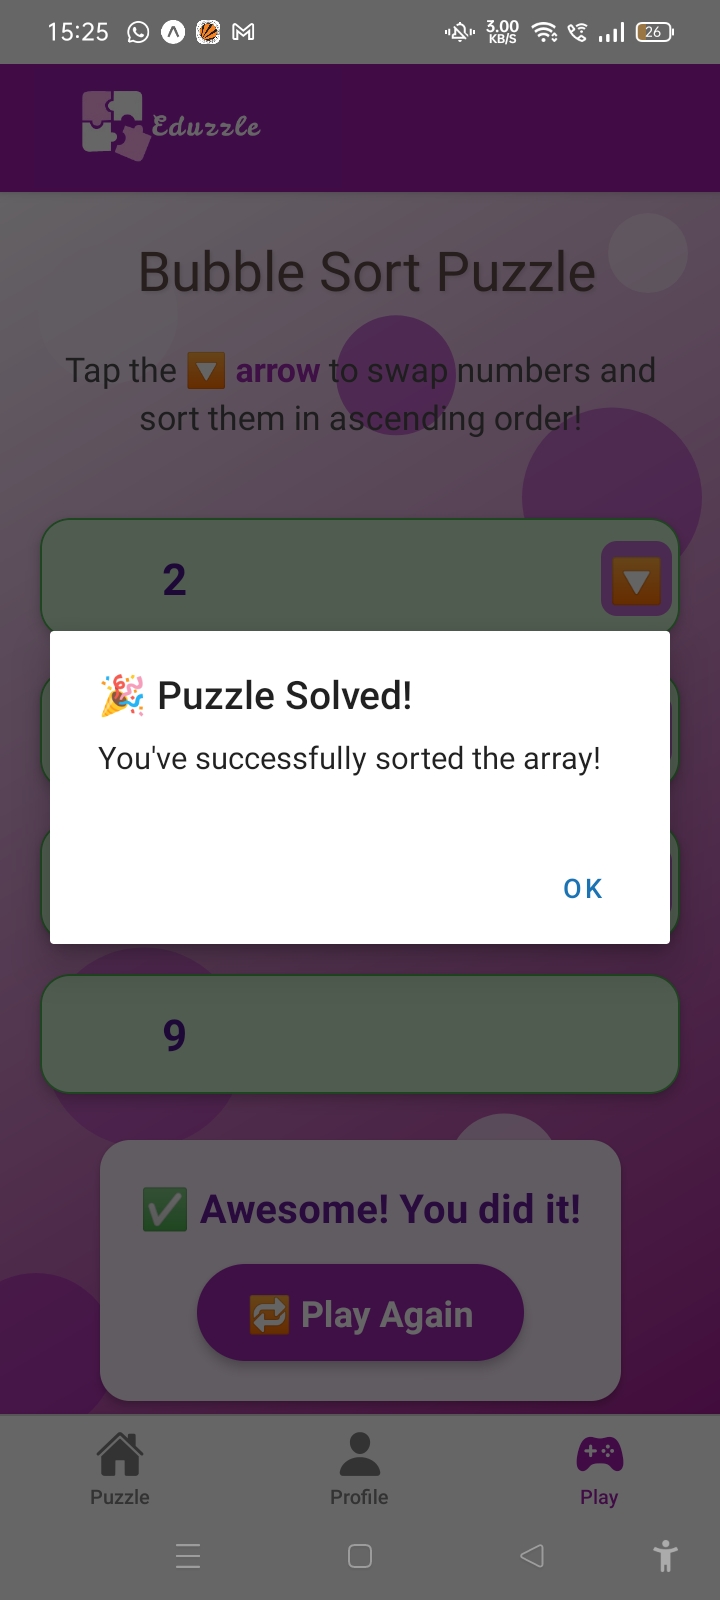 15:25
3.00
KB/S
26
Eduzzle
Bubble Sort Puzzle
Tap the 🔽 arrow to swap numbers and
sort them in ascending order!
2 🔽
🎉 Puzzle Solved!
You've successfully sorted the array!
OK
9
✅ Awesome! You did it!
🔁 Play Again
Puzzle
Profile
Play